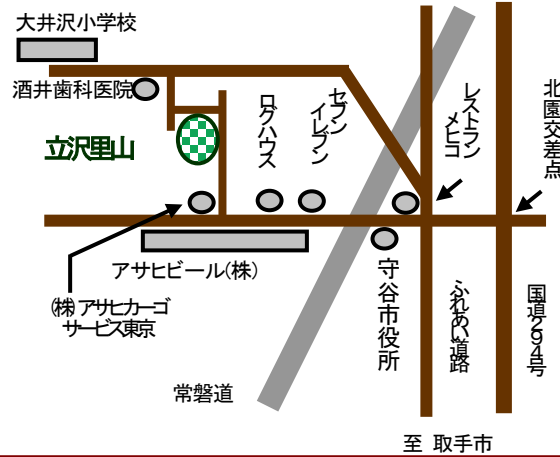 大井沢小学校
酒井歯科医院
立沢里山
ログハウス
セブン
イレブン
レストラン
メヒコ
北園交差点
アサヒビール(株)
(株)アサヒカーゴ
サービス東京
守谷市役所
ふれあい道路
国道294号
常磐道
至 取手市